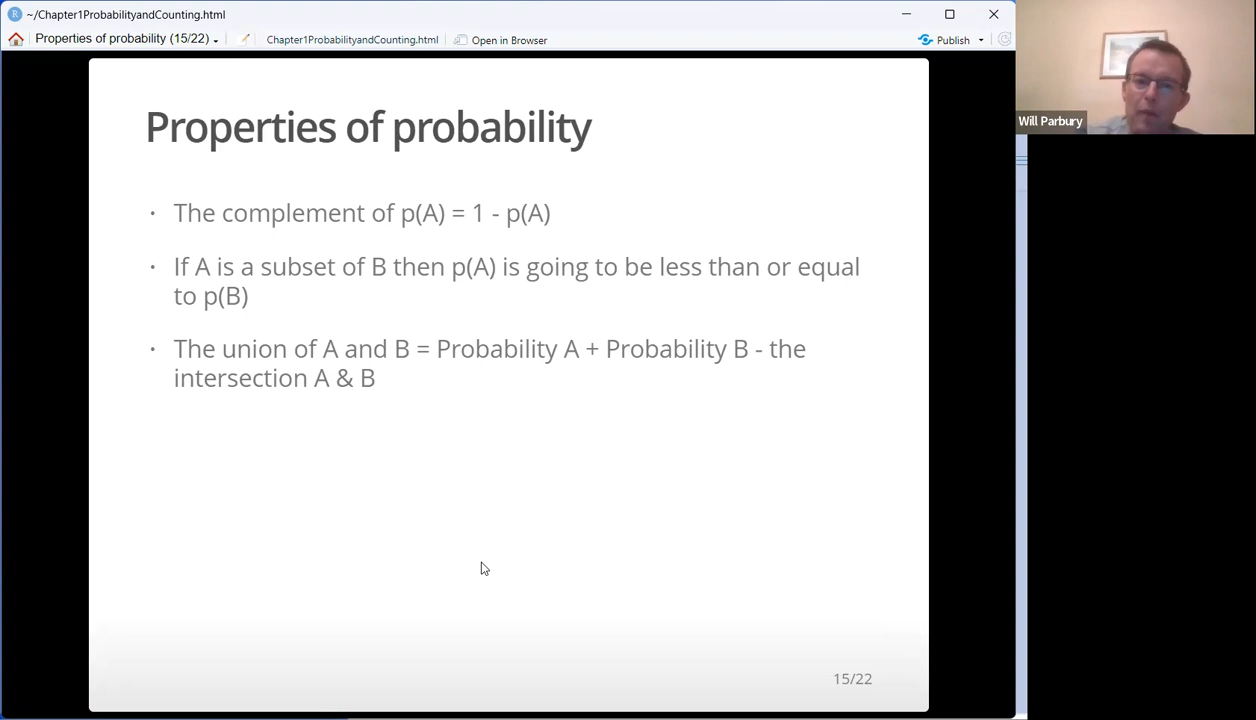 ~/Chapter1ProbabilityandCounting.html
Properties of probability (15/22)
Chapter1ProbabilityandCounting.html
Open in Browser
Publish
Properties of probability
· The complement of p(A) = 1 - p(A)
· If A is a subset of B then p(A) is going to be less than or equal
to p(B)
· The union of A and B = Probability A + Probability B - the
intersection A & B
15/22
Will Parbury